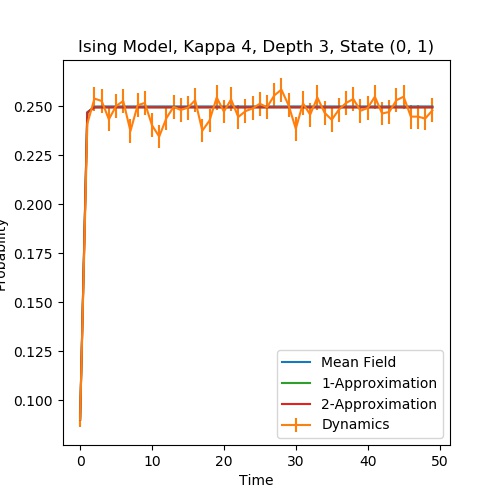 Ising Model, Kappa 4, Depth 3, State (0, 1)
0.250
0.225
0.200
0.175
0.150
0.125
0.100
Probability
Mean Field
1-Approximation
2-Approximation
Dynamics
0 10 20 30 40 50
Time